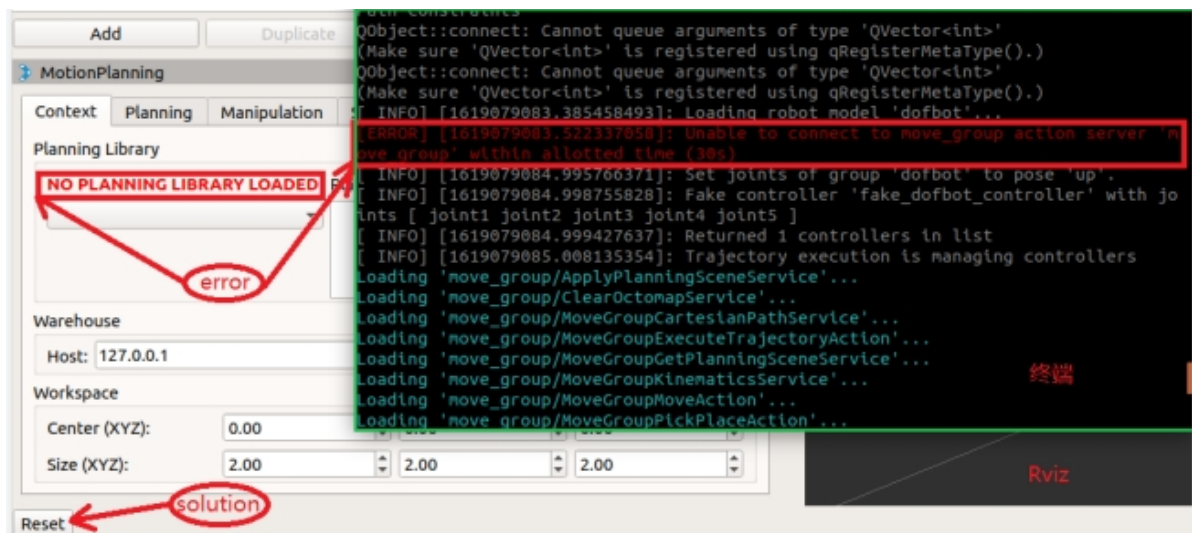 Add
Duplicate
MotionPlanning
Context
Planning
Manipulation
Planning Library
NO PLANNING LIBRARY LOADED
error
Warehouse
Host: 127.0.0.1
Workspace
Center (XYZ):
0.00
Size (XYZ):
2.00
2.00
2.00
solution
Reset
Path Constraints
QObject::connect: Cannot queue arguments of type 'QVector<int>'
(Make sure 'QVector<int>' is registered using qRegisterMetaType().)
QObject::connect: Cannot queue arguments of type 'QVector<int>'
(Make sure 'QVector<int>' is registered using qRegisterMetaType().)
[ INFO] [1619079083.385458493]: Loading robot model 'dofbot'...
[ERROR] [1619079083.522337058]: Unable to connect to move_group action server 'm
ove_group' within allotted time (30s)
[ INFO] [1619079084.995766371]: Set joints of group 'dofbot' to pose 'up'.
[ INFO] [1619079084.998755828]: Fake controller 'fake_dofbot_controller' with jo
ints [ joint1 joint2 joint3 joint4 joint5 ]
[ INFO] [1619079084.999427637]: Returned 1 controllers in list
[ INFO] [1619079085.008135354]: Trajectory execution is managing controllers
Loading 'move_group/ApplyPlanningSceneService'...
Loading 'move_group/ClearOctomapService'...
Loading 'move_group/MoveGroupCartesianPathService'...
Loading 'move_group/MoveGroupExecuteTrajectoryAction'...
Loading 'move_group/MoveGroupGetPlanningSceneService'...
Loading 'move_group/MoveGroupKinematicsService'...
Loading 'move_group/MoveGroupMoveAction'...
Loading 'move_group/MoveGroupPickPlaceAction'...
终端
Rviz